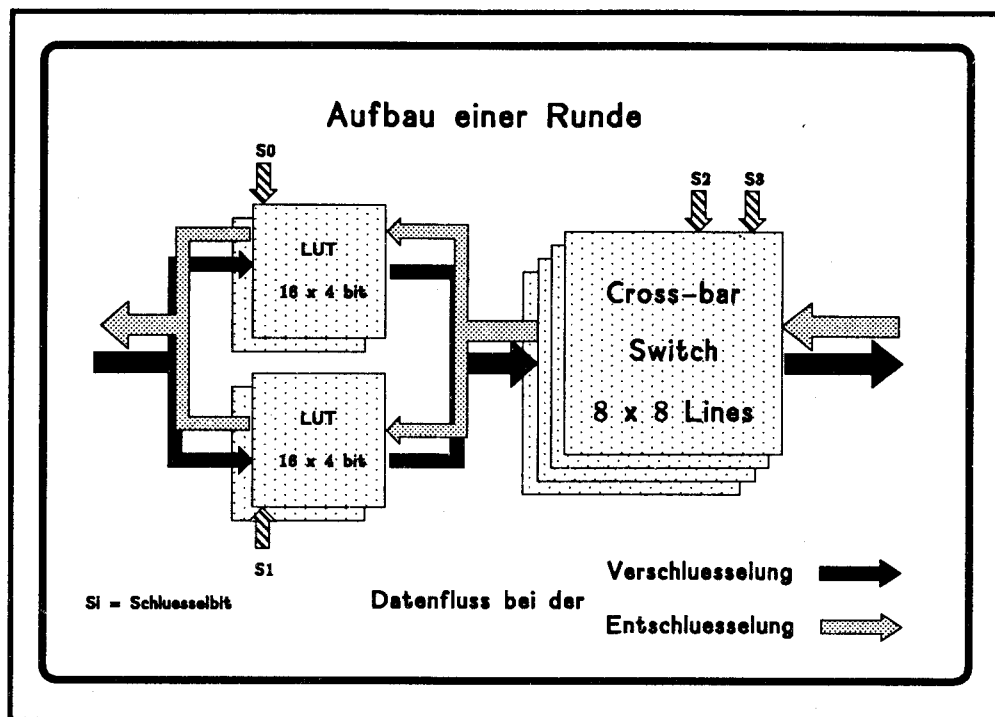 Aufbau einer Runde
S0
S2 S3
LUT
16 x 4 bit
Cross-bar
Switch
8 x 8 Lines
LUT
16 x 4 bit
S1
Si = Schluesselbit
Datenfluss bei der
Verschluesselung
Entschluesselung